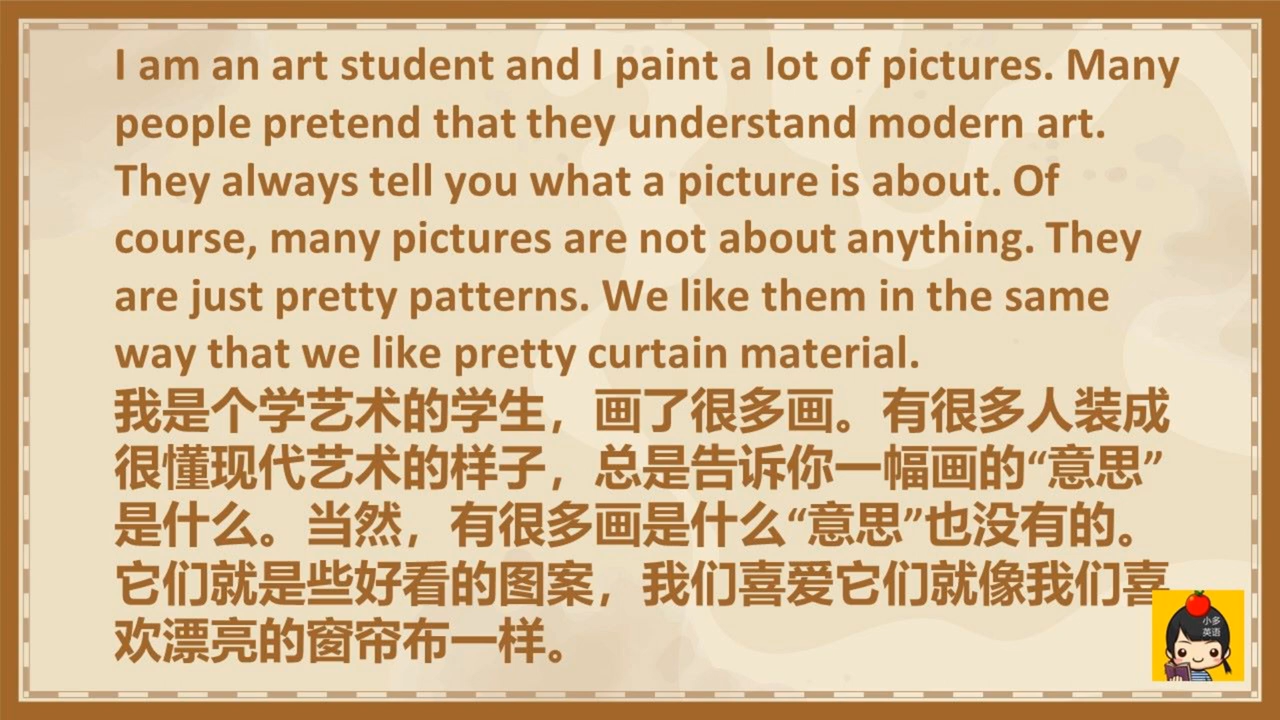 I am an art student and I paint a lot of pictures. Many
people pretend that they understand modern art.
They always tell you what a picture is about. Of
course, many pictures are not about anything. They
are just pretty patterns. We like them in the same
way that we like pretty curtain material.
我是个学艺术的学生，画了很多画。有很多人装成
很懂现代艺术的样子，总是告诉你一幅画的“意思”
是什么。当然，有很多画是什么“意思”也没有的。
它们就是些好看的图案，我们喜爱它们就像我们喜
欢漂亮的窗帘布一样。
小多
英语